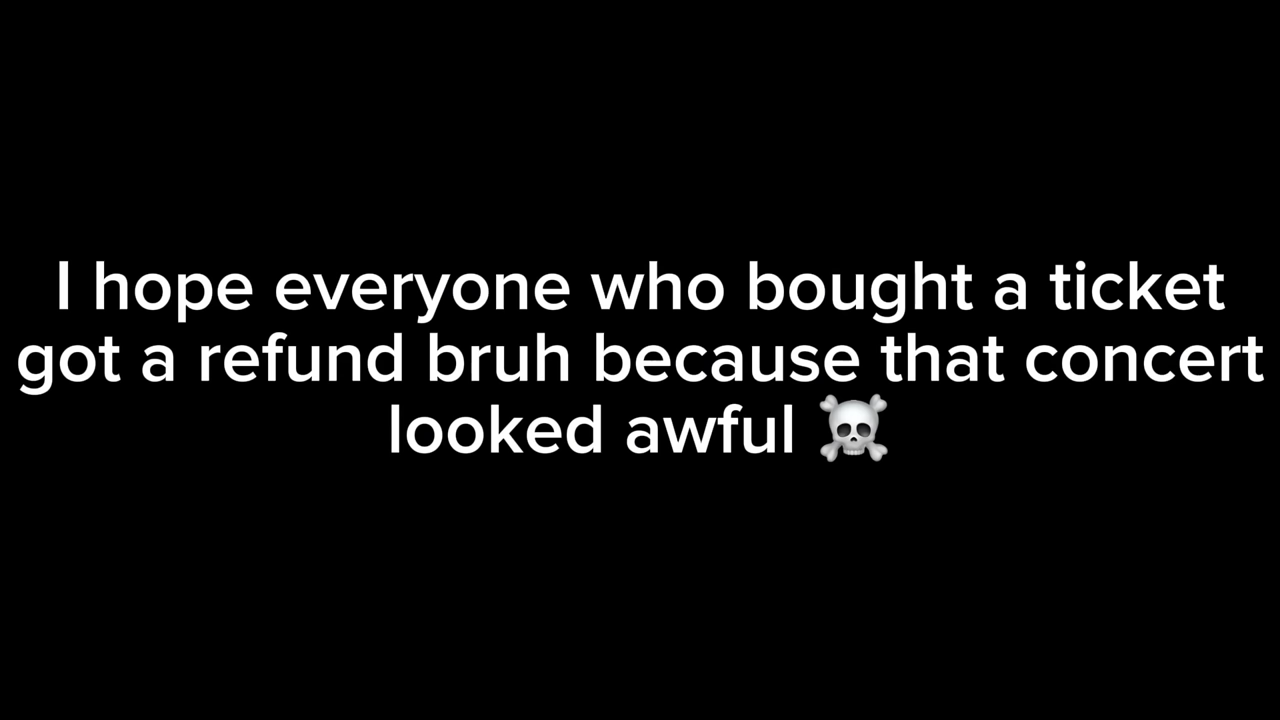 I hope everyone who bought a ticket
got a refund bruh because that concert
looked awful ☠️